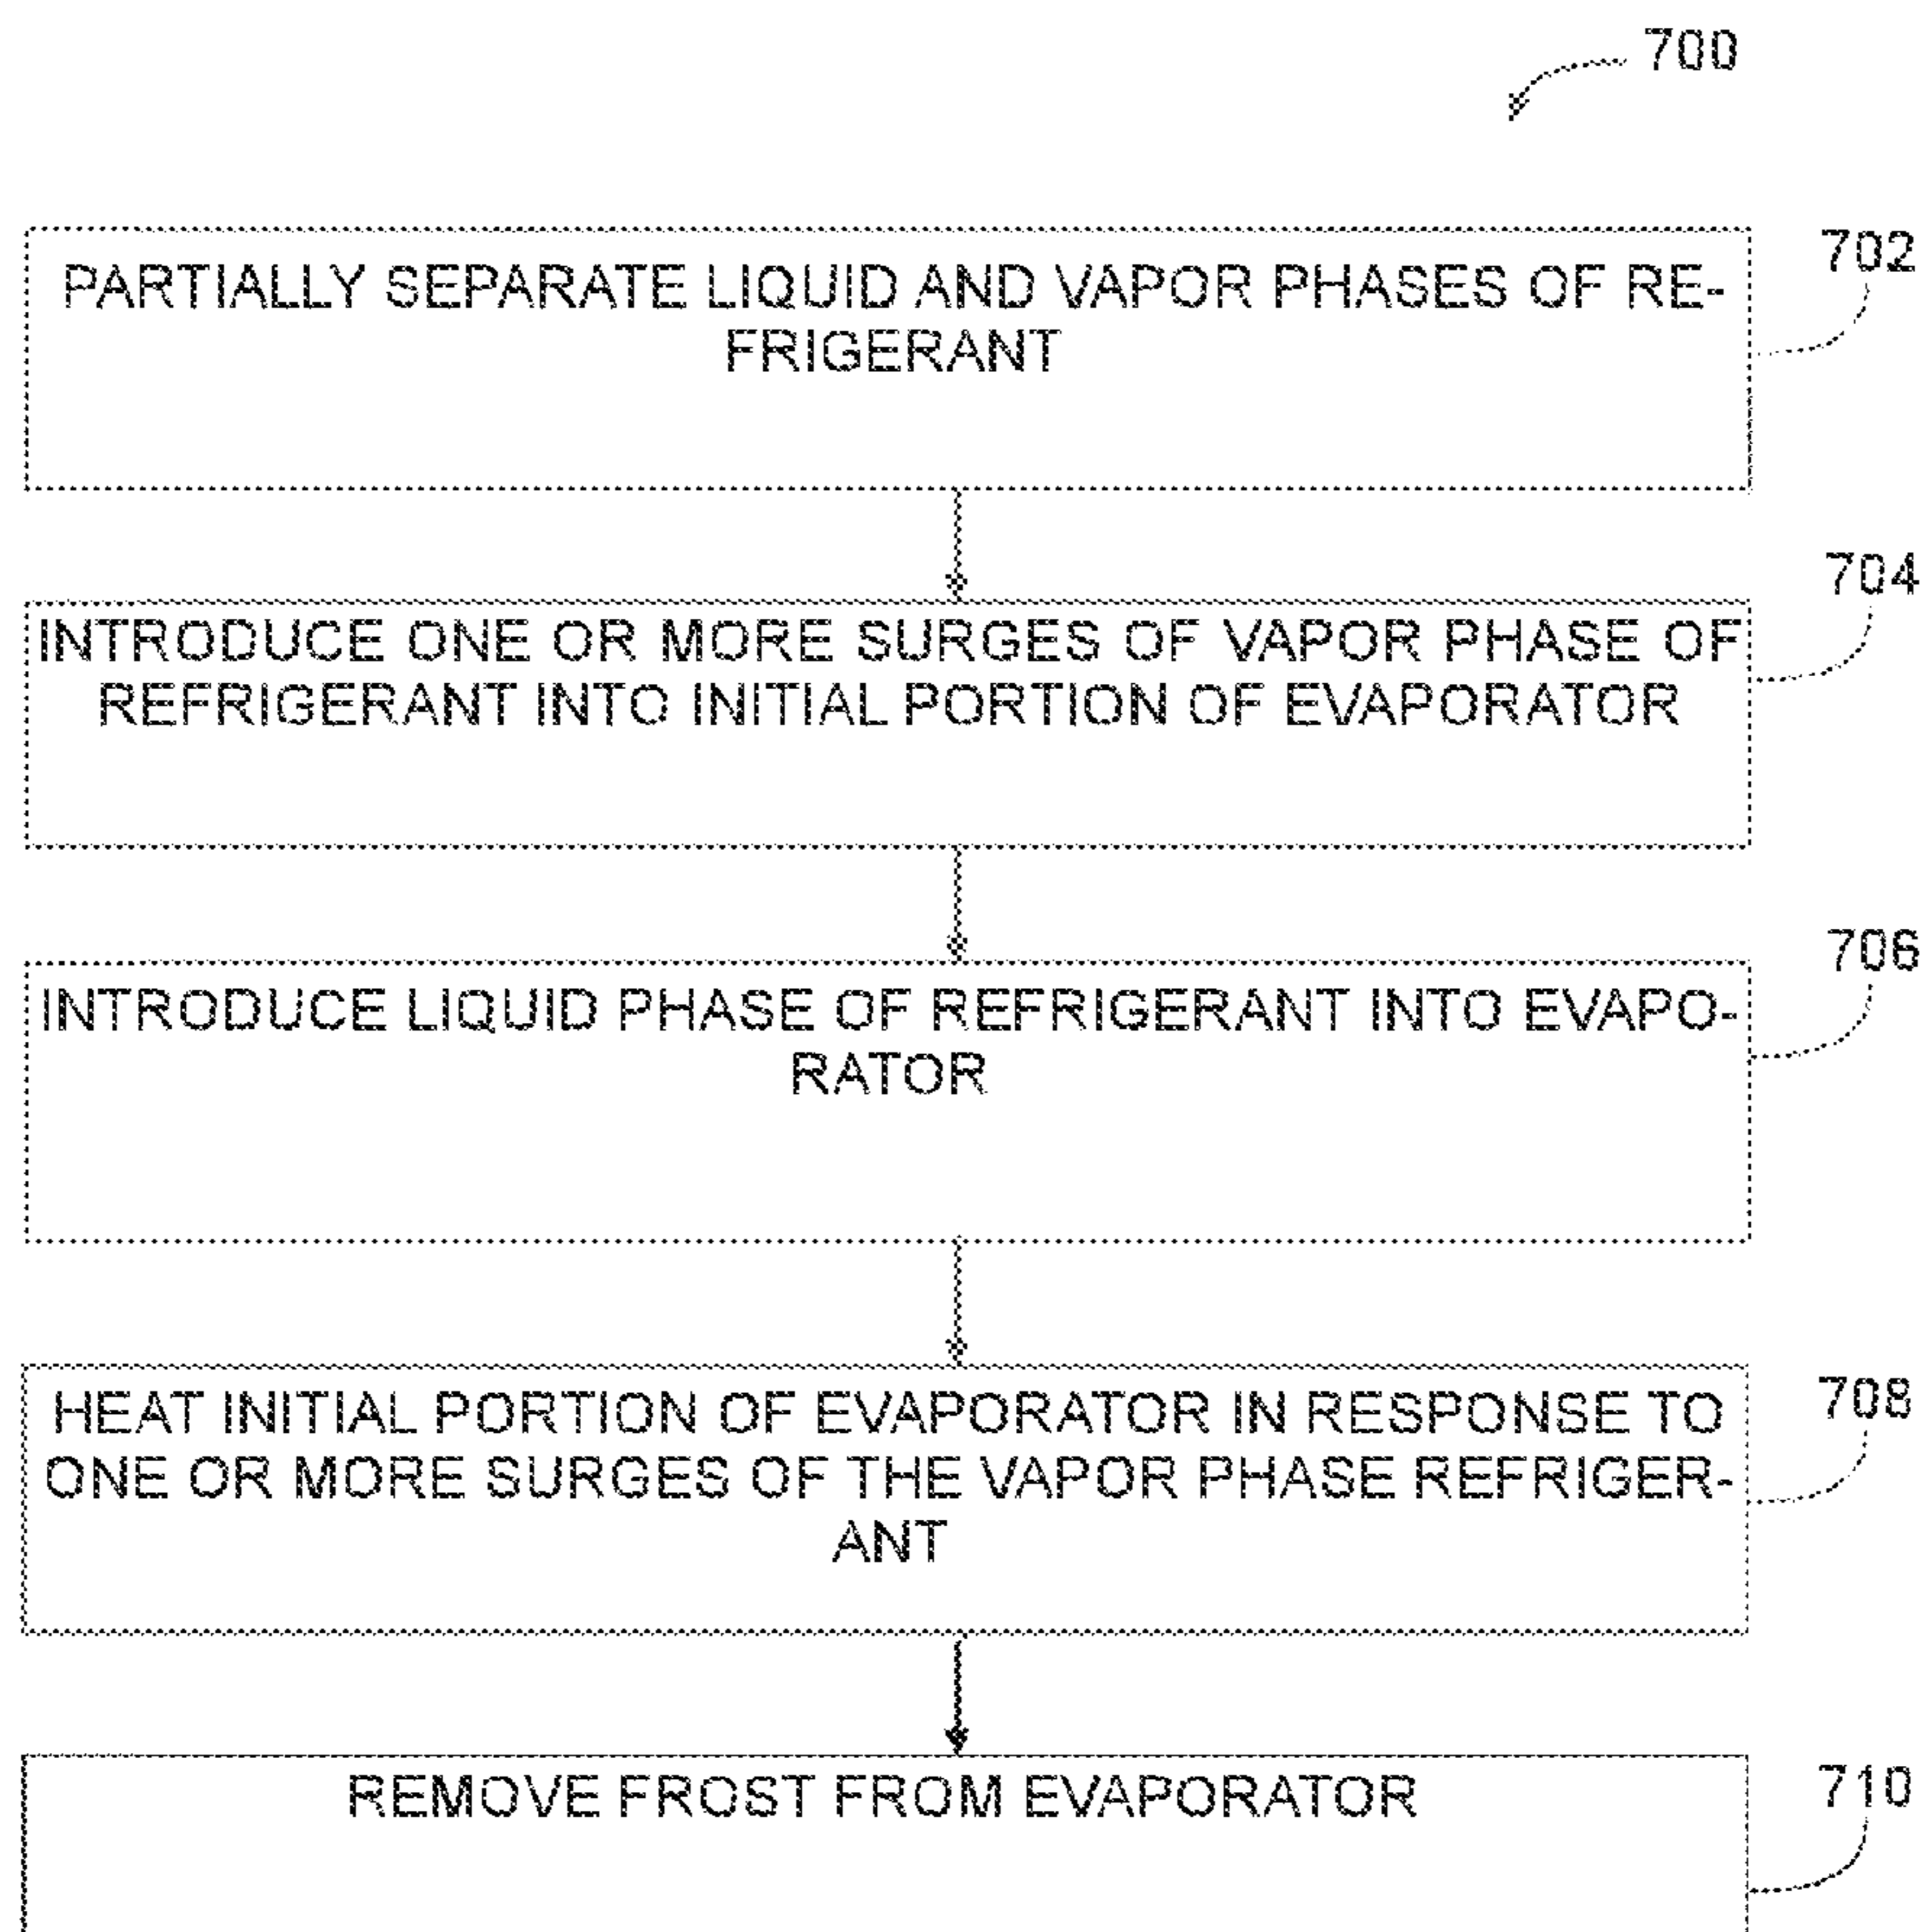 700
PARTIALLY SEPARATE LIQUID AND VAPOR PHASES OF RE-
FRIGERANT
702
INTRODUCE ONE OR MORE SURGES OF VAPOR PHASE OF
REFRIGERANT INTO INITIAL PORTION OF EVAPORATOR
704
INTRODUCE LIQUID PHASE OF REFRIGERANT INTO EVAPO-
RATOR
706
HEAT INITIAL PORTION OF EVAPORATOR IN RESPONSE TO
ONE OR MORE SURGES OF THE VAPOR PHASE REFRIGER-
ANT
708
REMOVE FROST FROM EVAPORATOR
710